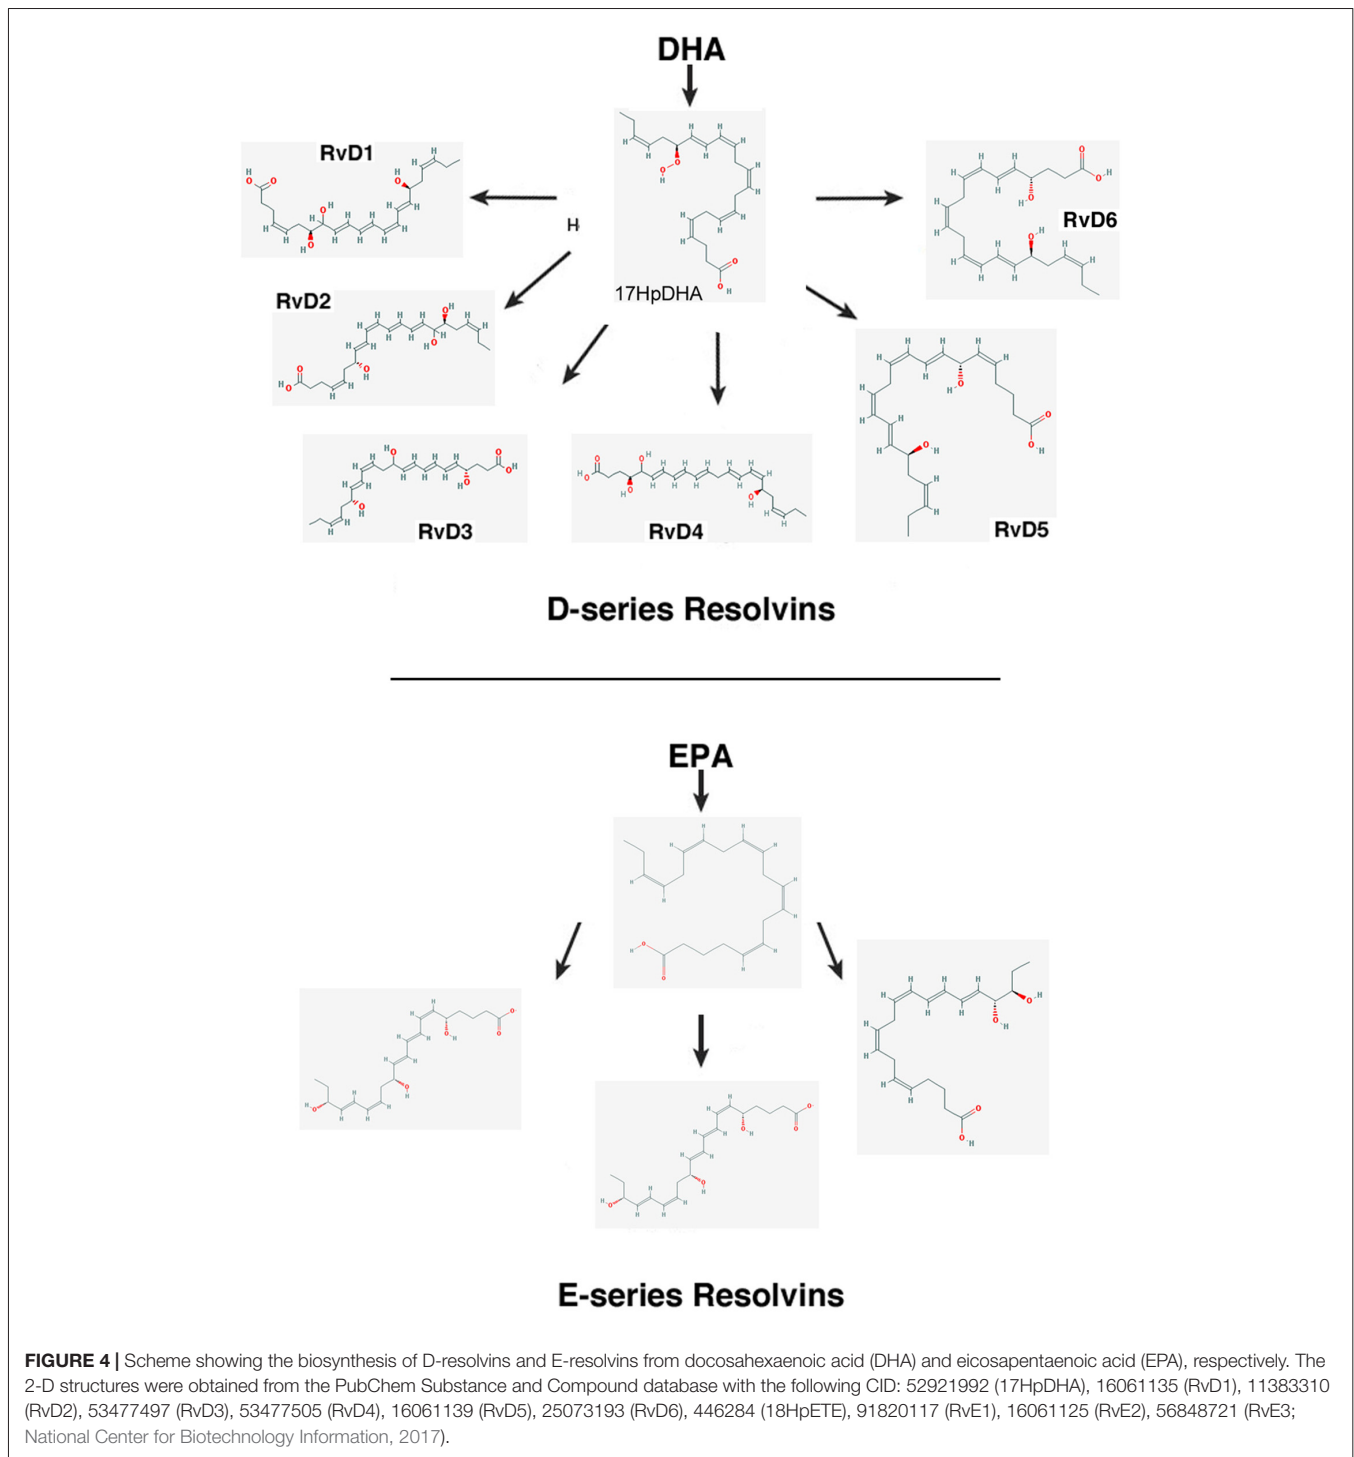 DHA
RvD1
17HpDHA
RvD6
H
RvD2
RvD3
RvD4
RvD5
D-series Resolvins
EPA
E-series Resolvins
FIGURE 4 | Scheme showing the biosynthesis of D-resolvins and E-resolvins from docosahexaenoic acid (DHA) and eicosapentaenoic acid (EPA), respectively. The
2-D structures were obtained from the PubChem Substance and Compound database with the following CID: 52921992 (17HpDHA), 16061135 (RvD1), 11383310
(RvD2), 53477497 (RvD3), 53477505 (RvD4), 16061139 (RvD5), 25073193 (RvD6), 446284 (18HpETE), 91820117 (RvE1), 16061125 (RvE2), 56848721 (RvE3;
National Center for Biotechnology Information, 2017).